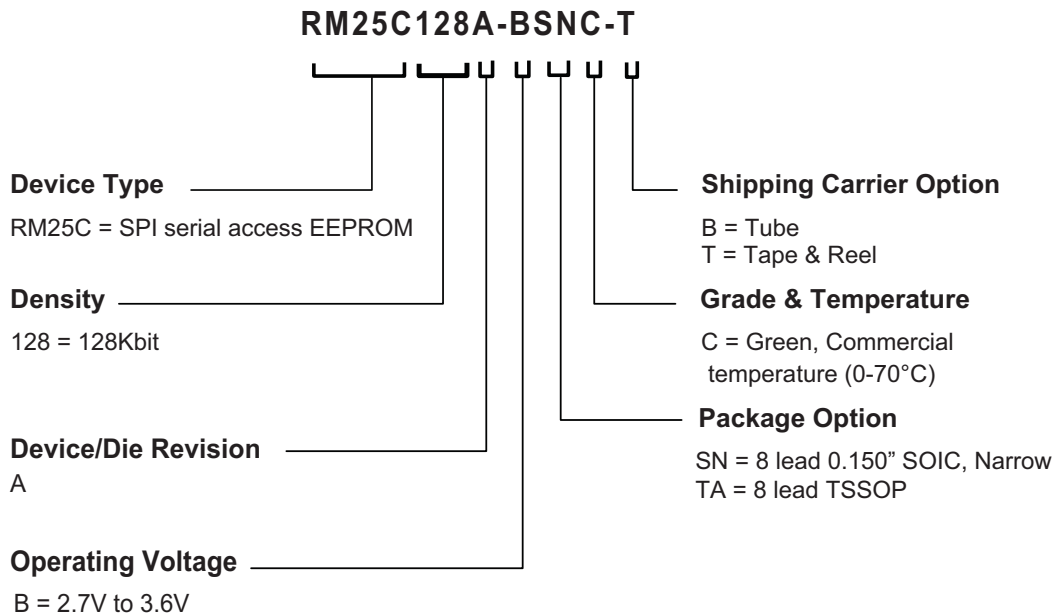 RM25C128A-BSNC-T
Device Type
RM25C = SPI serial access EEPROM
Density
128 = 128Kbit
Device/Die Revision
A
Operating Voltage
B = 2.7V to 3.6V
Shipping Carrier Option
B = Tube
T = Tape & Reel
Grade & Temperature
C = Green, Commercial
temperature (0-70°C)
Package Option
SN = 8 lead 0.150” SOIC, Narrow
TA = 8 lead TSSOP